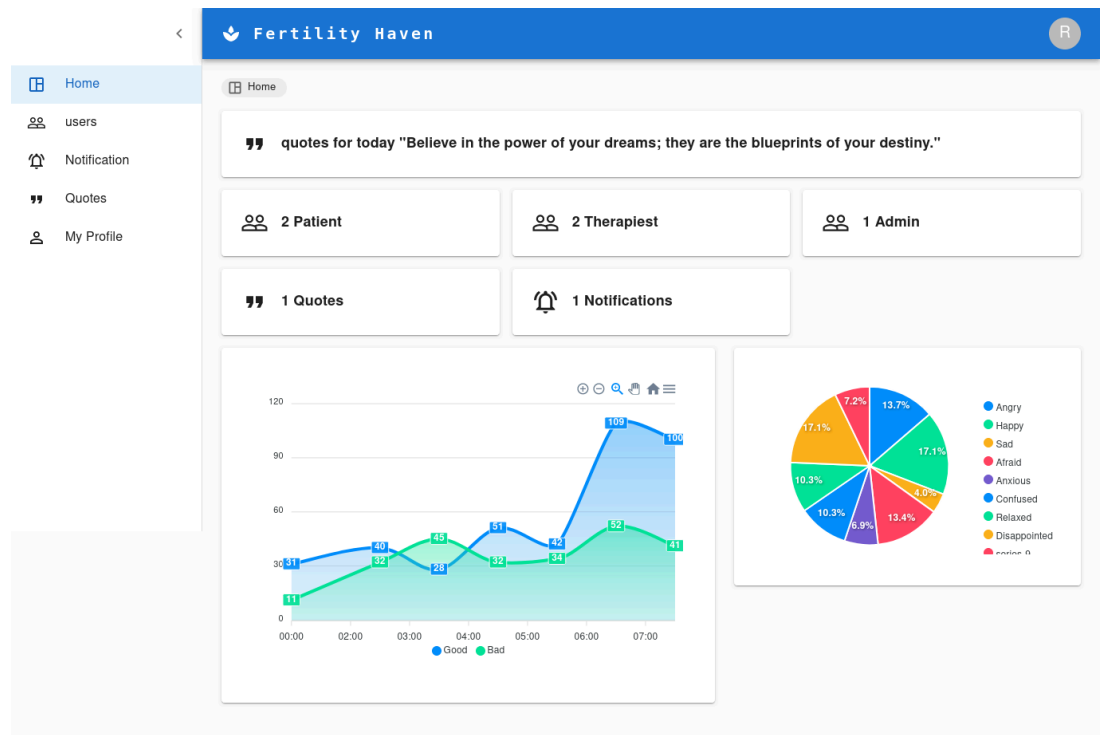 Fertility Haven
R
Home
users
Notification
Quotes
My Profile
Home
quotes for today "Believe in the power of your dreams; they are the blueprints of your destiny."
2 Patient
2 Therapiest
1 Admin
1 Quotes
1 Notifications
120
90
60
30
0
31
40
28
51
42
109
100
11
32
45
32
34
52
41
00:00
02:00
03:00
04:00
05:00
06:00
07:00
Good
Bad
13.7%
17.1%
4.0%
13.4%
6.9%
10.3%
10.3%
17.1%
7.2%
Angry
Happy
Sad
Afraid
Anxious
Confused
Relaxed
Disappointed
series-9